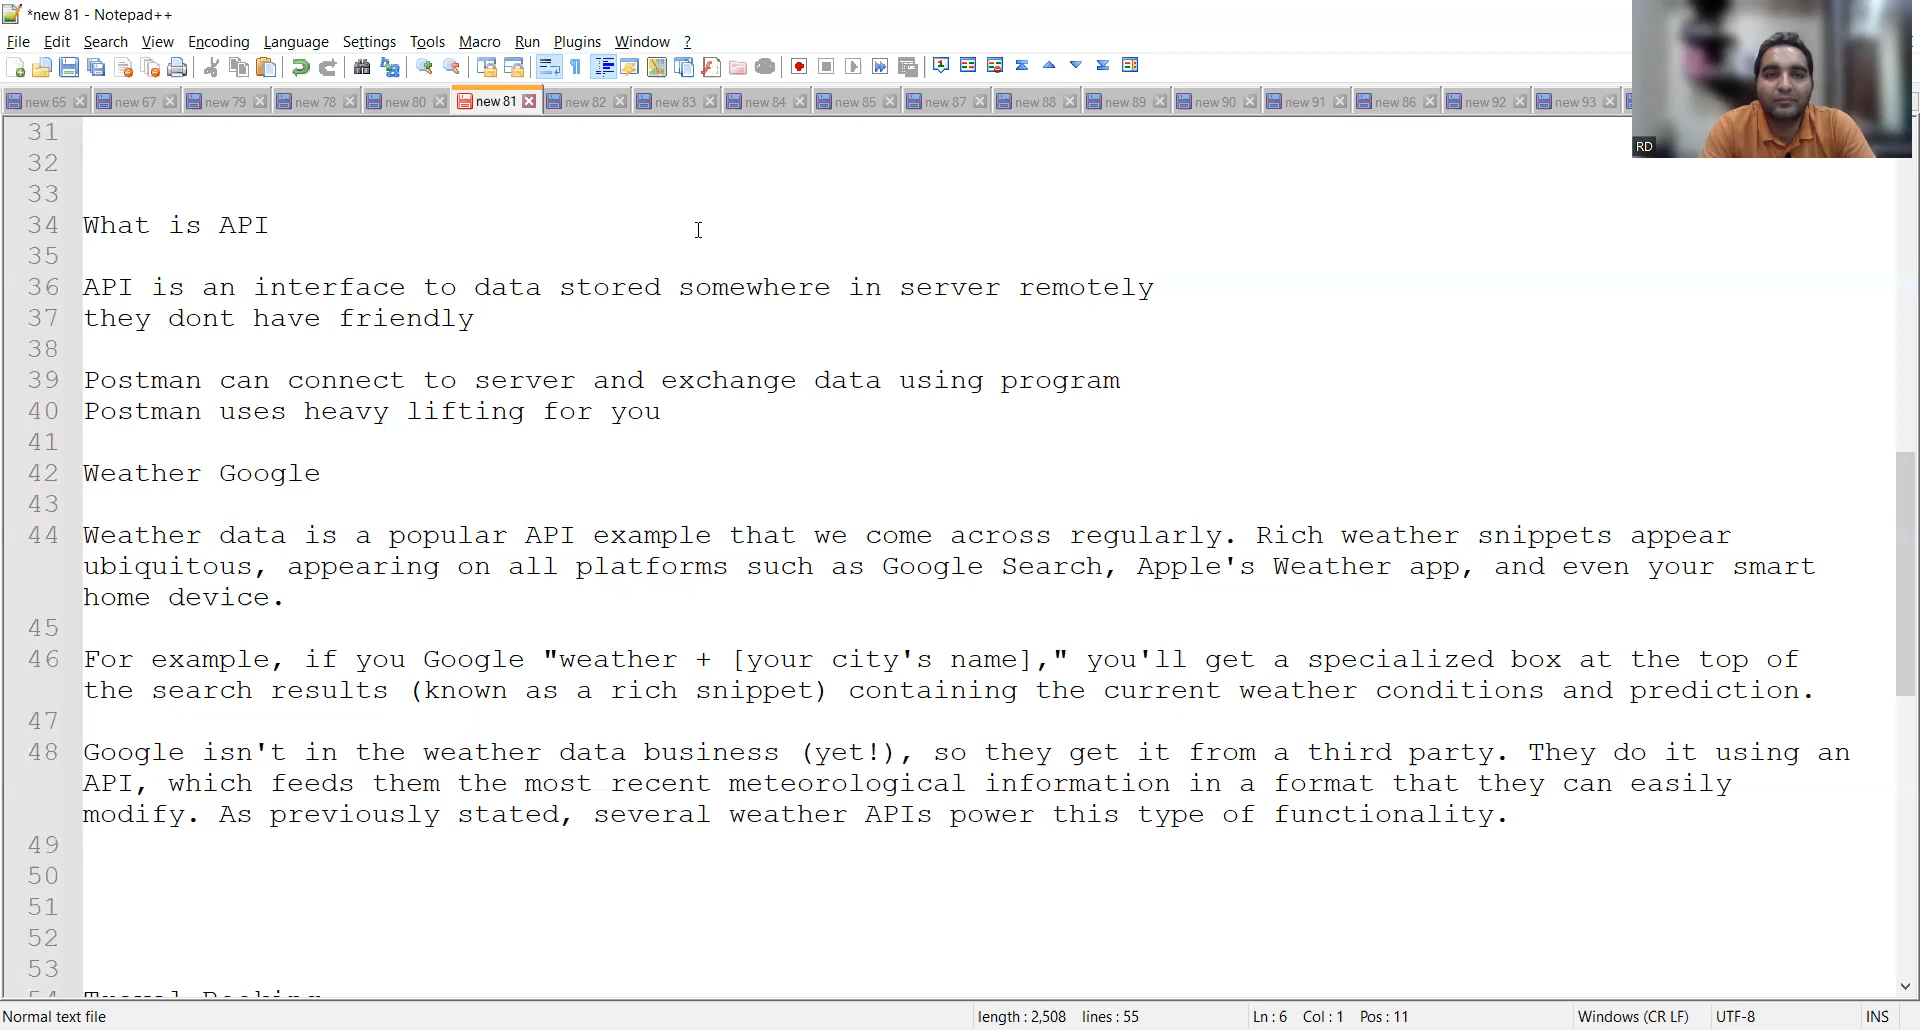 *new 81 - Notepad++
File Edit Search View Encoding Language Settings Tools Macro Run Plugins Window ?
new 65 new 67 new 79 new 78 new 80 new 81 new 82 new 83 new 84 new 85 new 87 new 88 new 89 new 90 new 91 new 86 new 92 new 93
RD
31
32
33
34 What is API
35
36 API is an interface to data stored somewhere in server remotely
37 they dont have friendly
38
39 Postman can connect to server and exchange data using program
40 Postman uses heavy lifting for you
41
42 Weather Google
43
44 Weather data is a popular API example that we come across regularly. Rich weather snippets appear
ubiquitous, appearing on all platforms such as Google Search, Apple's Weather app, and even your smart
home device.
45
46 For example, if you Google "weather + [your city's name]," you'll get a specialized box at the top of
the search results (known as a rich snippet) containing the current weather conditions and prediction.
47
48 Google isn't in the weather data business (yet!), so they get it from a third party. They do it using an
API, which feeds them the most recent meteorological information in a format that they can easily
modify. As previously stated, several weather APIs power this type of functionality.
49
50
51
52
53
54 Travel Booking
Normal text file length : 2,508 lines : 55 Ln : 6 Col : 1 Pos : 11 Windows (CR LF) UTF-8 INS